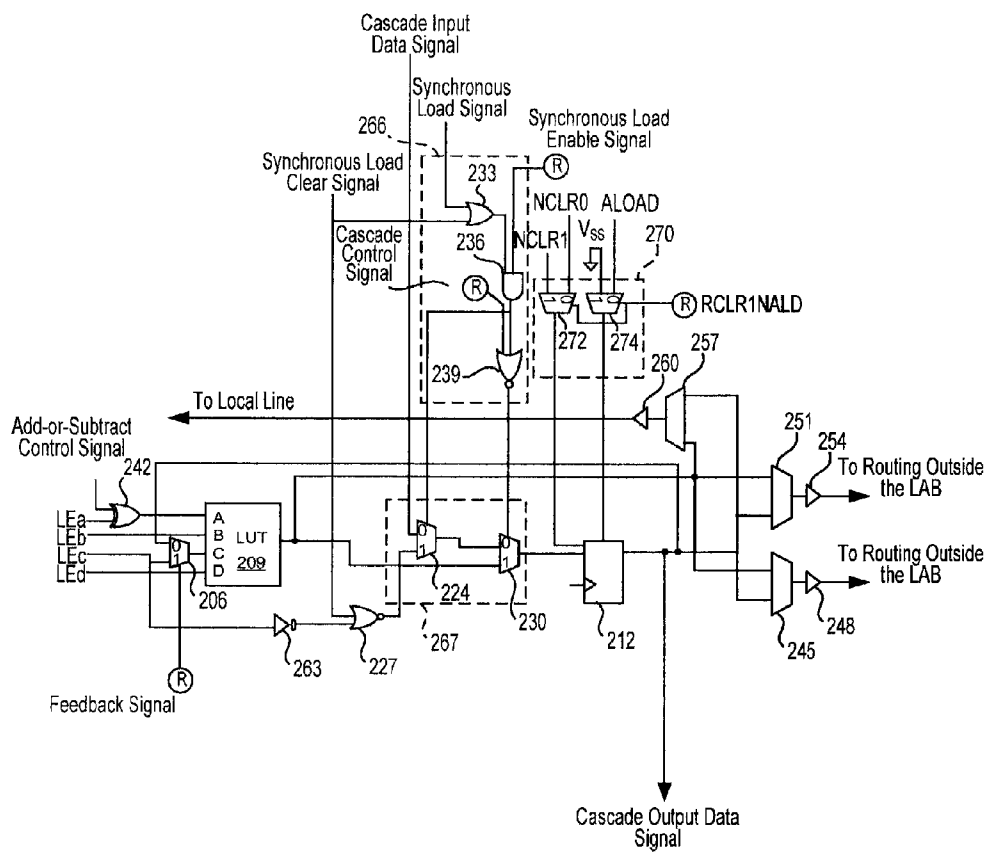 Cascade Input
Data Signal
Synchronous
Load Signal
Synchronous Load
Enable Signal
266
R
Synchronous Load
Clear Signal
233
NCLR0 ALOAD
VSS
270
NCLR1
Cascade
Control
Signal
236
R
R RCLR1NALD
272
274
239
257
260
To Local Line
251
254
To Routing Outside
the LAB
Add-or-Subtract
Control Signal
242
LEa
LEb
LEc
LEd
0
1
206
A
B
C
D
LUT
209
0
1
224
0
1
230
267
212
To Routing Outside
the LAB
248
245
263
227
R
Feedback Signal
Cascade Output Data
Signal